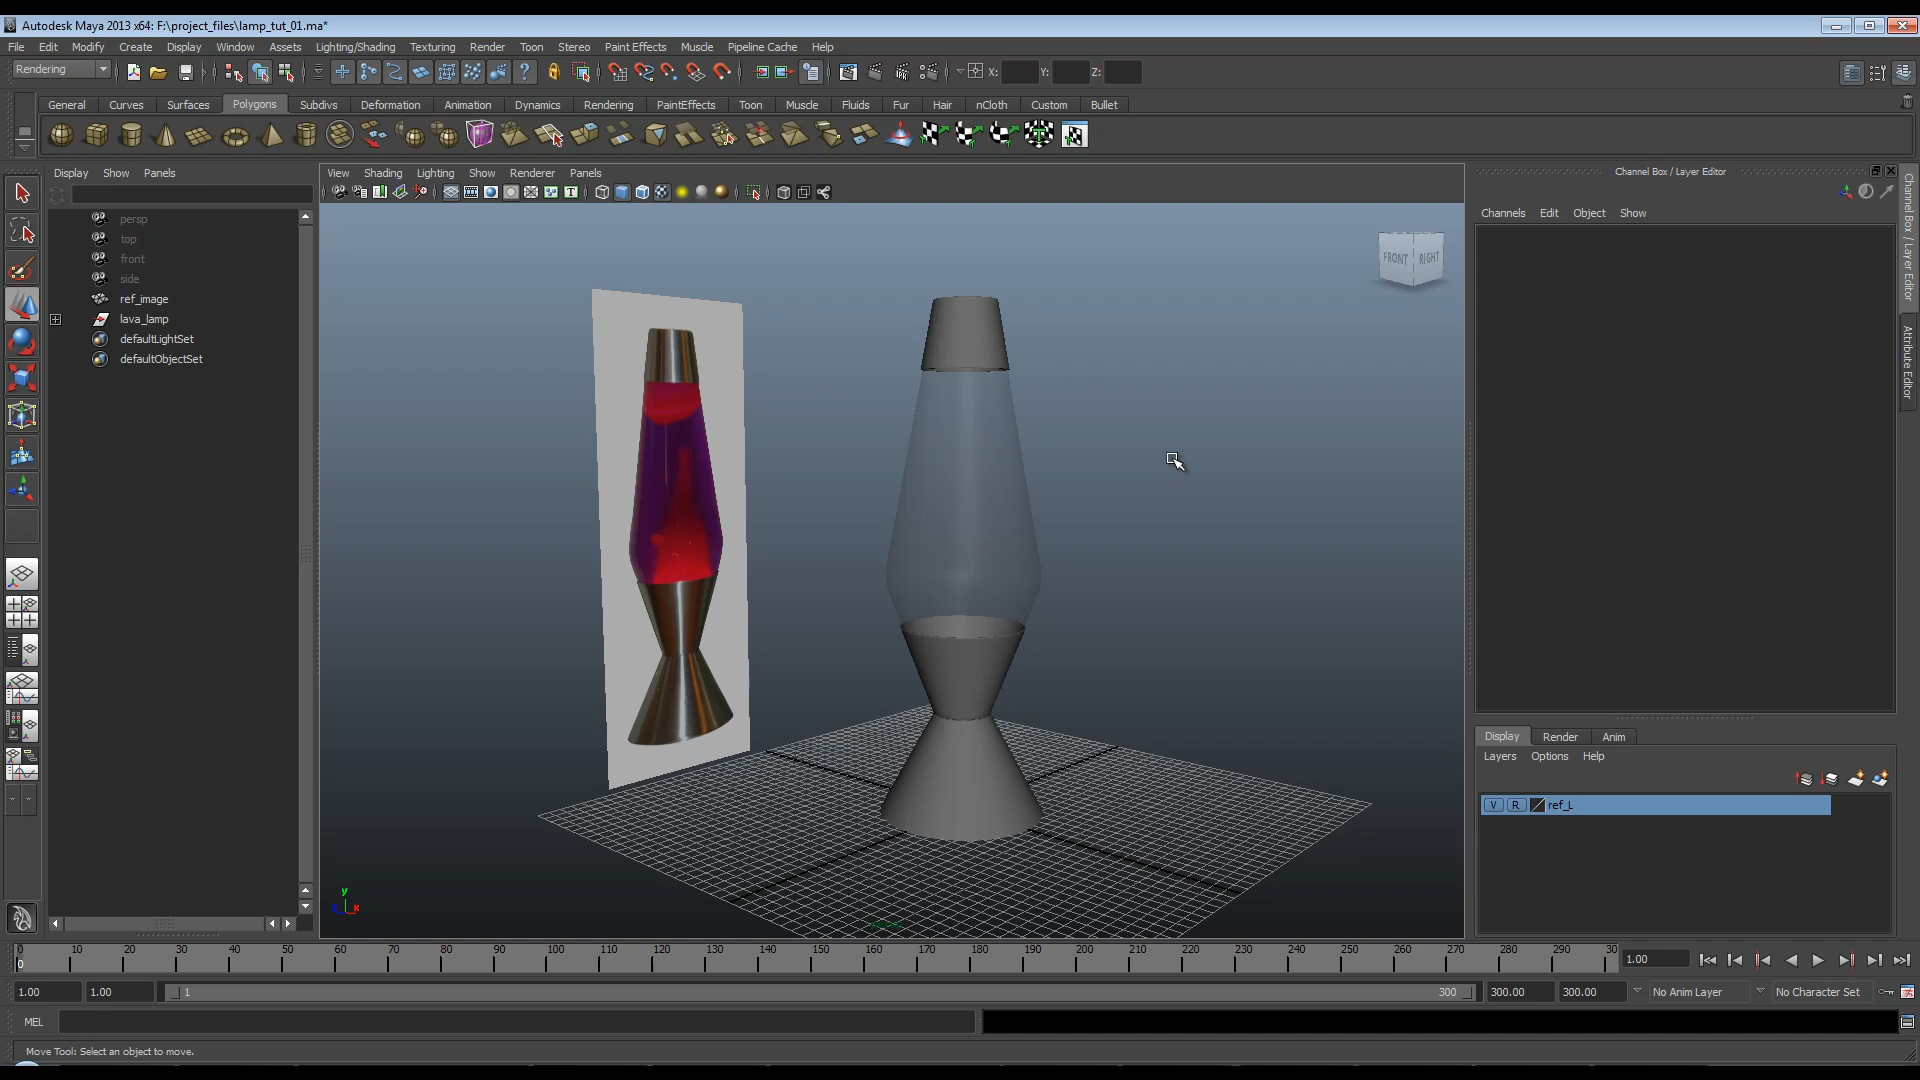 Autodesk Maya 2013 x64: F:\project_files\lamp_tut_01.ma*
File Edit Modify Create Display Window Assets Lighting/Shading Texturing Render Toon Stereo Paint Effects Muscle Pipeline Cache Help
Rendering X: Y: Z:
General Curves Surfaces Polygons Subdivs Deformation Animation Dynamics Rendering PaintEffects Toon Muscle Fluids Fur Hair nCloth Custom Bullet
Display Show Panels
View Shading Lighting Show Renderer Panels
Channel Box / Layer Editor
Channels Edit Object Show
persp
top
front
side
ref_image
lava_lamp
defaultLightSet
defaultObjectSet
FRONT RIGHT
Channel Box / Layer Editor
Attribute Editor
Display Render Anim
Layers Options Help
V R ref_L
y
z x
0 10 20 30 40 50 60 70 80 90 100 110 120 130 140 150 160 170 180 190 200 210 220 230 240 250 260 270 280 290 30
0
1.00
1.00 1.00 1 300 300.00 300.00 No Anim Layer No Character Set
MEL
Move Tool: Select an object to move.